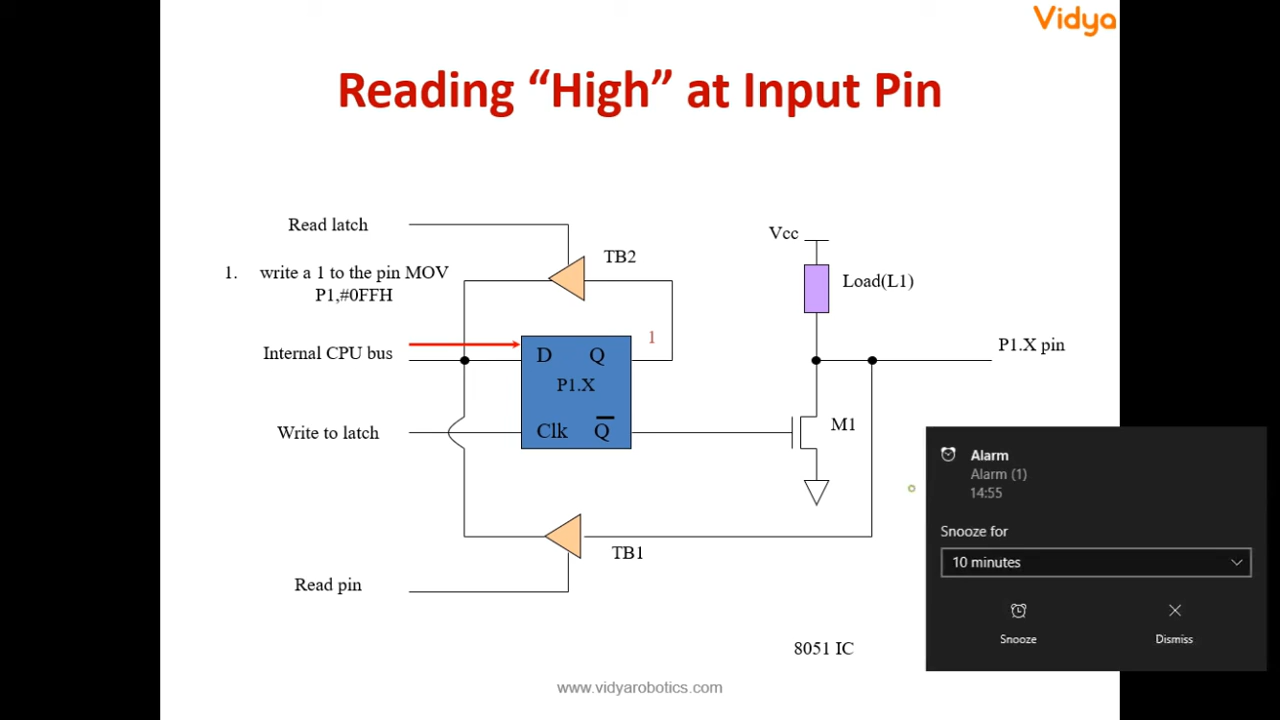 Vidya
Reading “High” at Input Pin
Read latch
Vcc
TB2
1. write a 1 to the pin MOV
P1,#0FFH
Load(L1)
1
Internal CPU bus
D Q
P1.X pin
P1.X
Write to latch
Clk Q̅
M1
Alarm
Alarm (1)
14:55
Snooze for
10 minutes
TB1
Read pin
Snooze
Dismiss
8051 IC
www.vidyarobotics.com